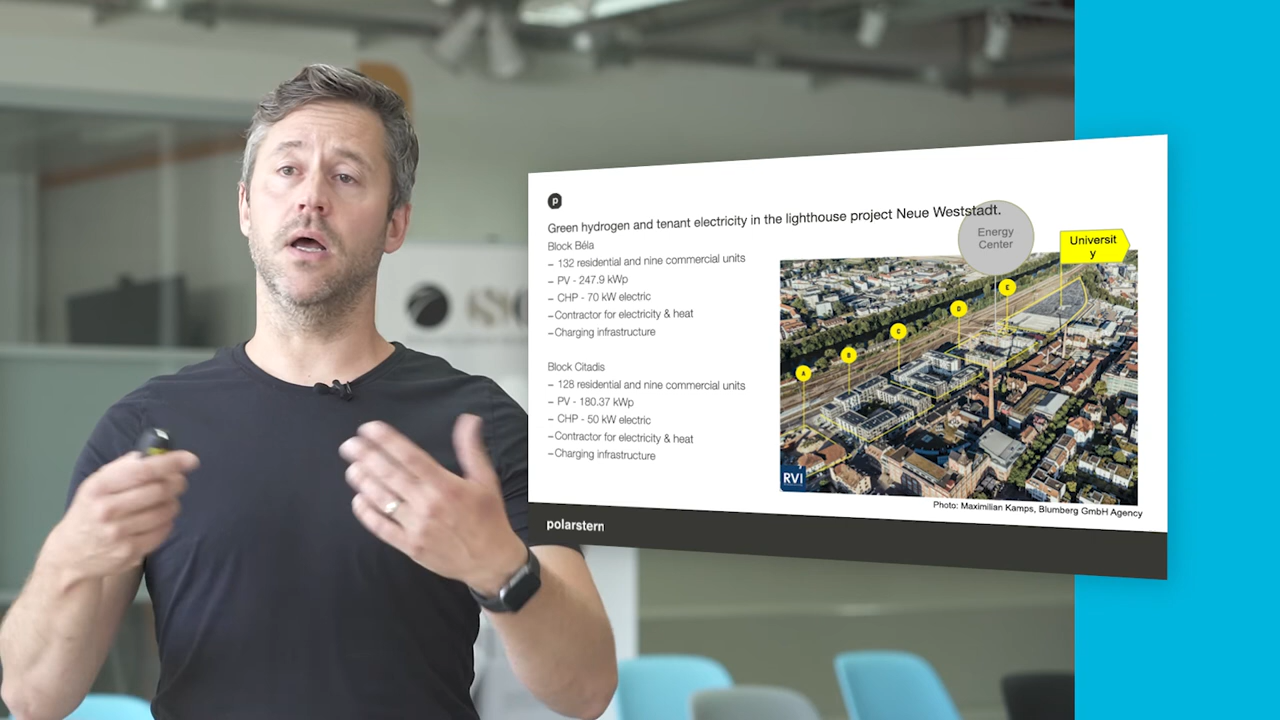 p
Green hydrogen and tenant electricity in the lighthouse project Neue Weststadt.
Block Béla
– 132 residential and nine commercial units
– PV - 247.9 kWp
– CHP - 70 kW electric
– Contractor for electricity & heat
– Charging infrastructure
Block Citadis
– 128 residential and nine commercial units
– PV - 180.37 kWp
– CHP - 50 kW electric
– Contractor for electricity & heat
– Charging infrastructure
Energy
Center
Universit
y
E
D
C
B
A
RVI
Photo: Maximilian Kamps, Blumberg GmbH Agency
polarstern